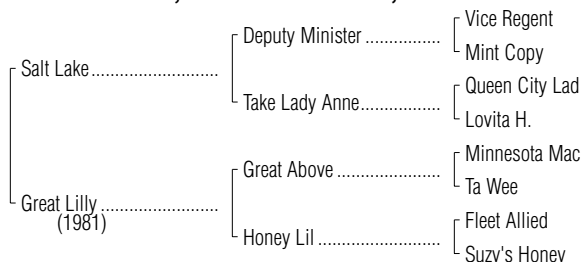 Vice Regent
Deputy Minister ..................
Mint Copy
Salt Lake..........................
Queen City Lad
Take Lady Anne................
Lovita H.
Minnesota Mac
Great Above .....................
Ta Wee
Great Lilly ........................
(1981)
Fleet Allied
Honey Lil .........................
Suzy's Honey